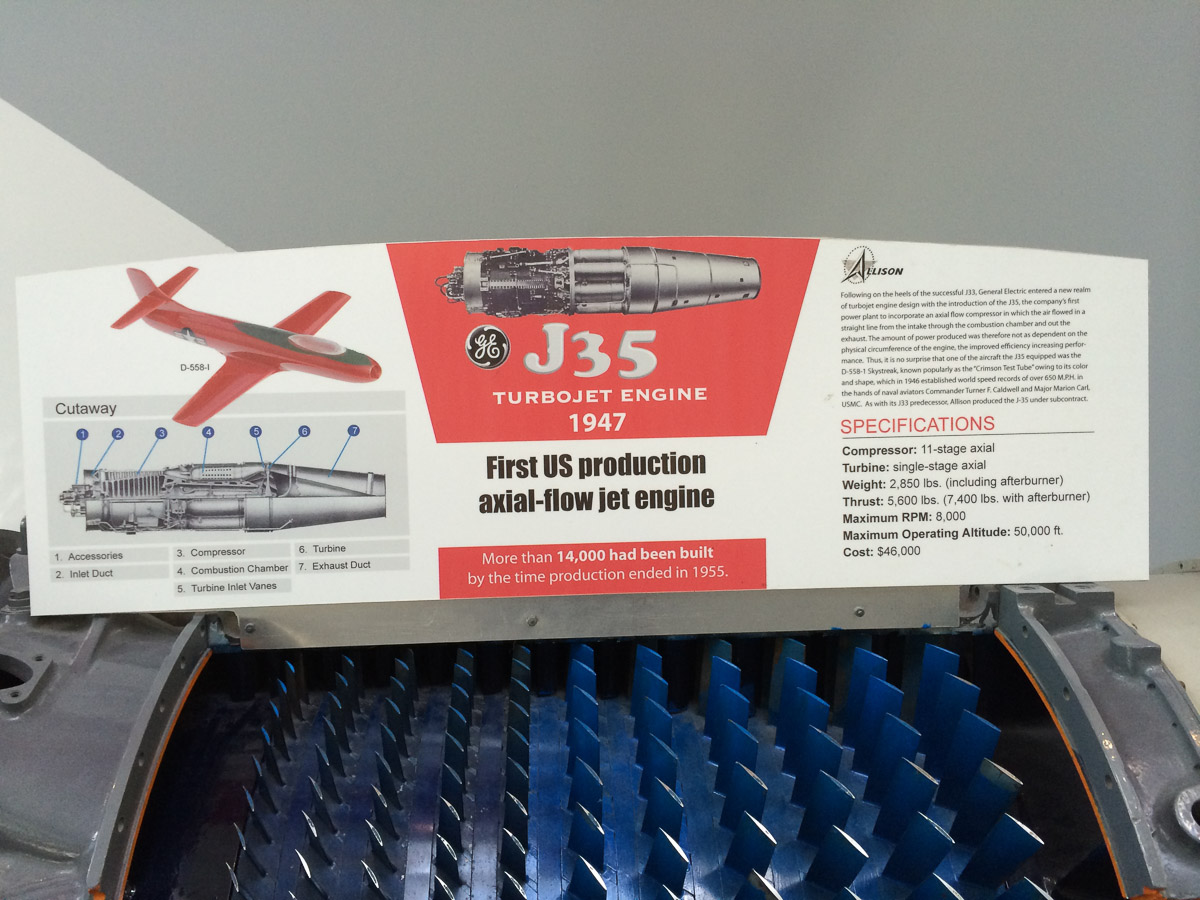 D-558-I
Cutaway
1 2 3 4 5 6 7
1. Accessories
2. Inlet Duct
3. Compressor
4. Combustion Chamber
5. Turbine Inlet Vanes
6. Turbine
7. Exhaust Duct
GE
J35
TURBOJET ENGINE
1947
First US production
axial-flow jet engine
More than 14,000 had been built
by the time production ended in 1955.
ALLISON
Following on the heels of the successful J33, General Electric entered a new realm
of turbojet engine design with the introduction of the J35, the company's first
power plant to incorporate an axial flow compressor in which the air flowed in a
straight line from the intake through the combustion chamber and out the
exhaust. The amount of power produced was therefore not as dependent on the
physical circumference of the engine, the improved efficiency increasing perfor-
mance. Thus, it is no surprise that one of the aircraft the J35 equipped was the
D-558-1 Skystreak, known popularly as the "Crimson Test Tube" owing to its color
and shape, which in 1946 established world speed records of over 650 M.P.H. in
the hands of naval aviators Commander Turner F. Caldwell and Major Marion Carl,
USMC. As with its J33 predecessor, Allison produced the J-35 under subcontract.
SPECIFICATIONS
Compressor: 11-stage axial
Turbine: single-stage axial
Weight: 2,850 lbs. (including afterburner)
Thrust: 5,600 lbs. (7,400 lbs. with afterburner)
Maximum RPM: 8,000
Maximum Operating Altitude: 50,000 ft.
Cost: $46,000